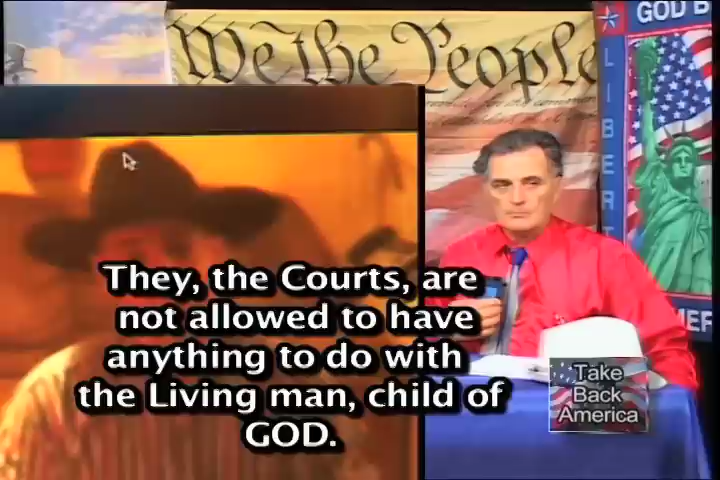 We the People
GOD B
LIBER
They, the Courts, are
not allowed to have
anything to do with
the Living man, child of
GOD.
Take
Back
America
MER